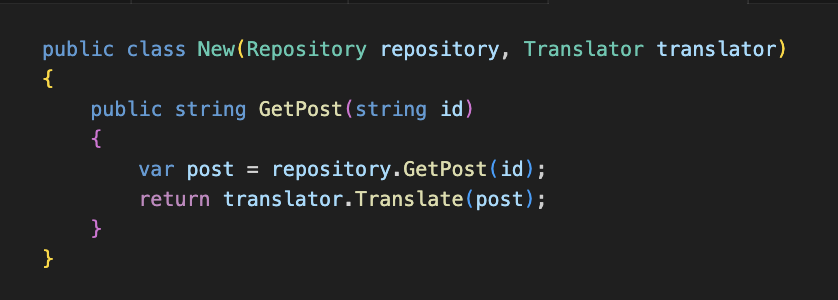 public class New(Repository repository, Translator translator)
{
    public string GetPost(string id)
    {
        var post = repository.GetPost(id);
        return translator.Translate(post);
    }
}